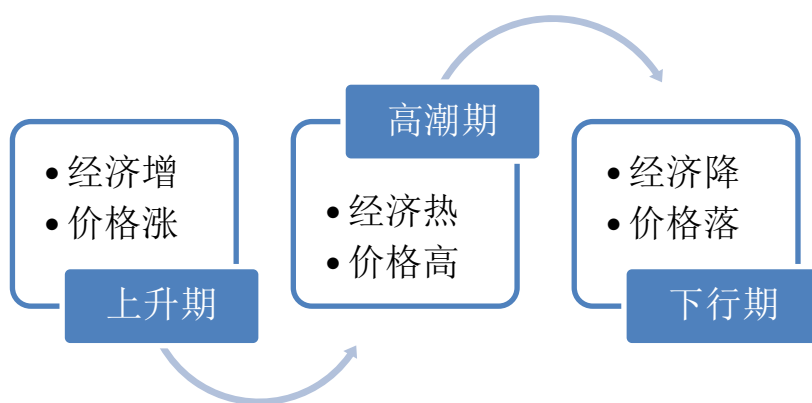 • 经济增
• 价格涨
上升期
高潮期
• 经济热
• 价格高
• 经济降
• 价格落
下行期